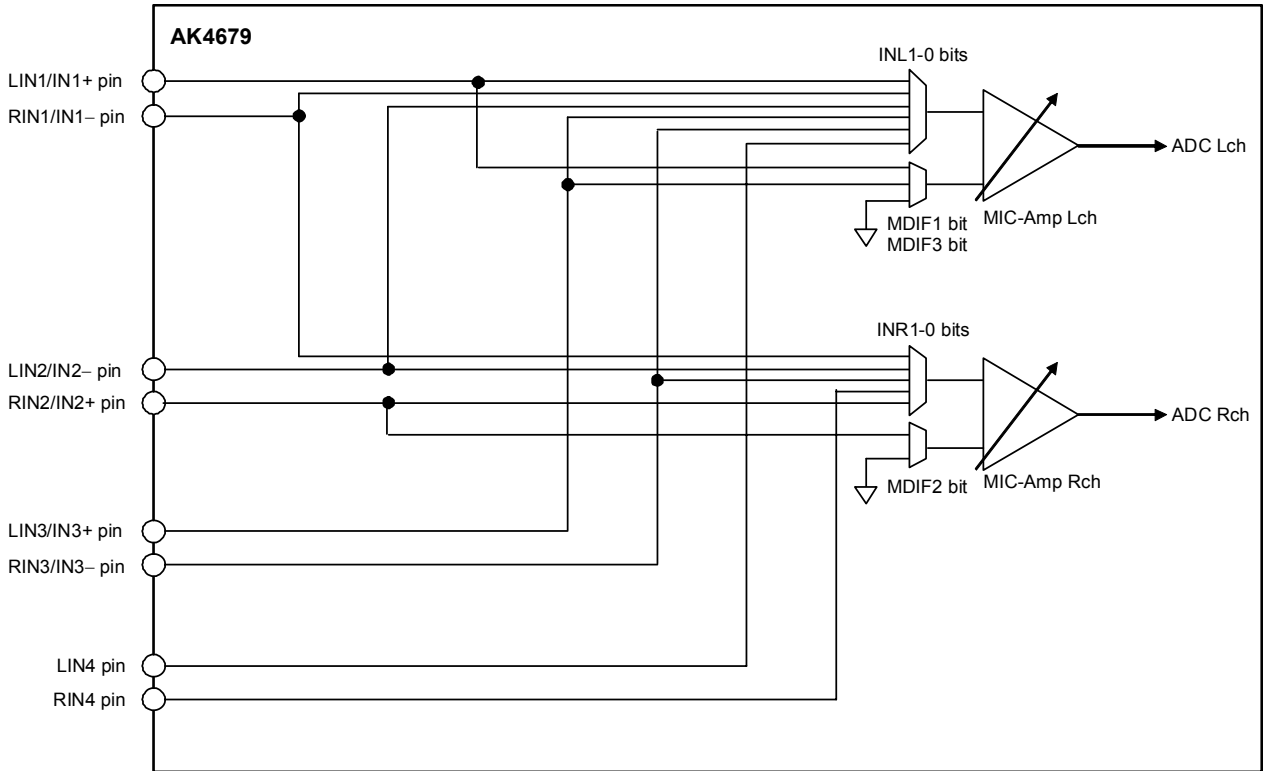 AK4679
INL1-0 bits
LIN1/IN1+ pin
RIN1/IN1− pin
ADC Lch
MDIF1 bit
MDIF3 bit
MIC-Amp Lch
INR1-0 bits
LIN2/IN2− pin
RIN2/IN2+ pin
ADC Rch
MDIF2 bit
MIC-Amp Rch
LIN3/IN3+ pin
RIN3/IN3− pin
LIN4 pin
RIN4 pin